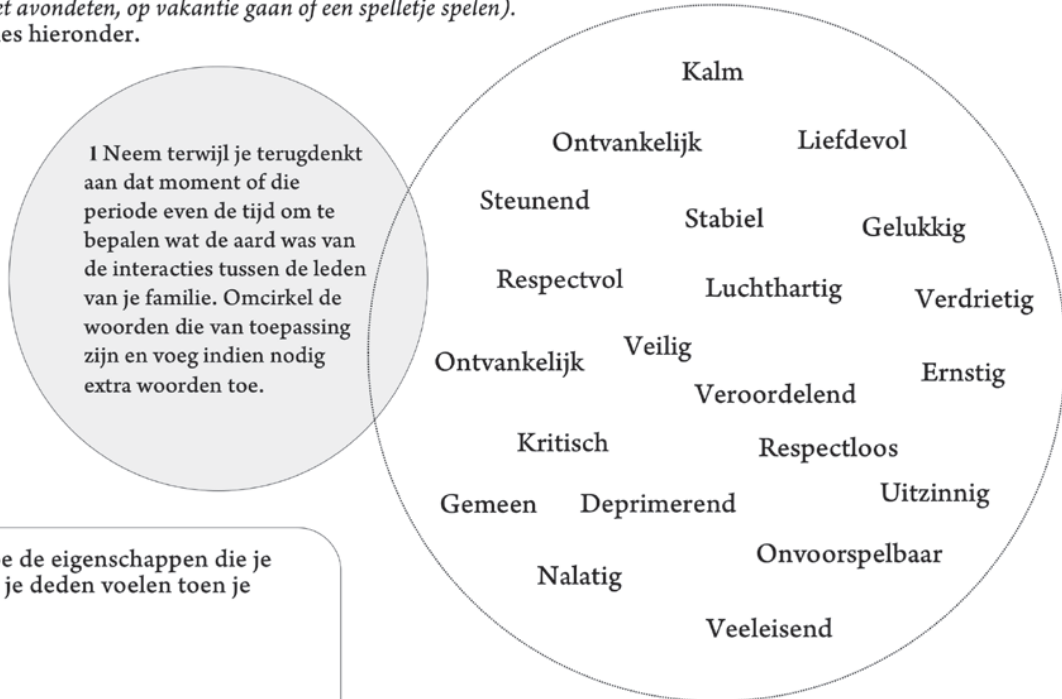 avondeten, op vakantie gaan of een spelletje spelen).
hieronder.
1 Neem terwijl je terugdenkt
aan dat moment of die
periode even de tijd om te
bepalen wat de aard was van
de interacties tussen de leden
van je familie. Omcirkel de
woorden die van toepassing
zijn en voeg indien nodig
extra woorden toe.
Kalm
Ontvankelijk Liefdevol
Steunend Stabiel Gelukkig
Respectvol Luchthartig Verdrietig
Ontvankelijk Veilig Ernstig
Veroordelend
Kritisch Respectloos
Gemeen Deprimerend Uitzinnig
Onvoorspelbaar
Nalatig
Veeleisend
de eigenschappen die je
je deden voelen toen je